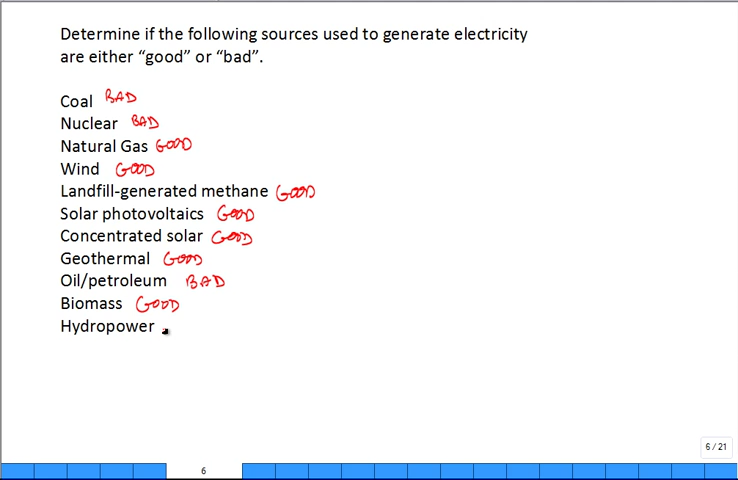 Determine if the following sources used to generate electricity
are either “good” or “bad”.
Coal BAD
Nuclear BAD
Natural Gas GOOD
Wind GOOD
Landfill-generated methane GOOD
Solar photovoltaics GOOD
Concentrated solar GOOD
Geothermal GOOD
Oil/petroleum BAD
Biomass GOOD
Hydropower
6 / 21
6